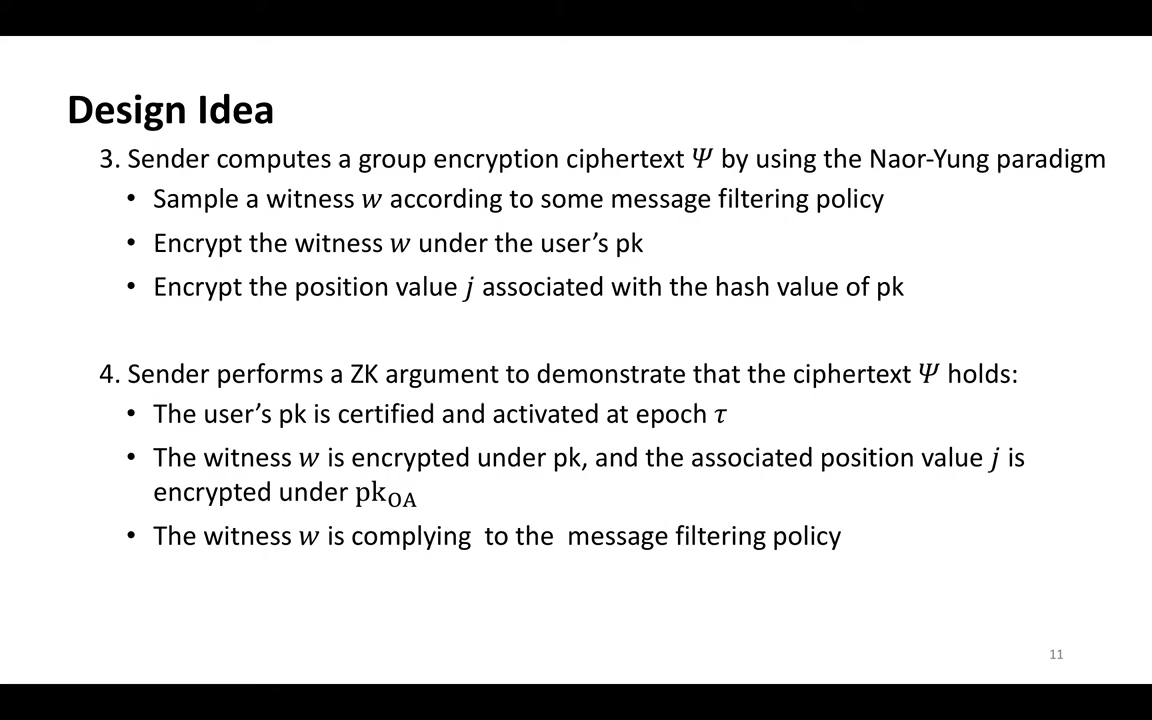 Design Idea
3. Sender computes a group encryption ciphertext Ψ by using the Naor-Yung paradigm
• Sample a witness w according to some message filtering policy
• Encrypt the witness w under the user's pk
• Encrypt the position value j associated with the hash value of pk
4. Sender performs a ZK argument to demonstrate that the ciphertext Ψ holds:
• The user's pk is certified and activated at epoch τ
• The witness w is encrypted under pk, and the associated position value j is
encrypted under pk_OA
• The witness w is complying  to the  message filtering policy
11